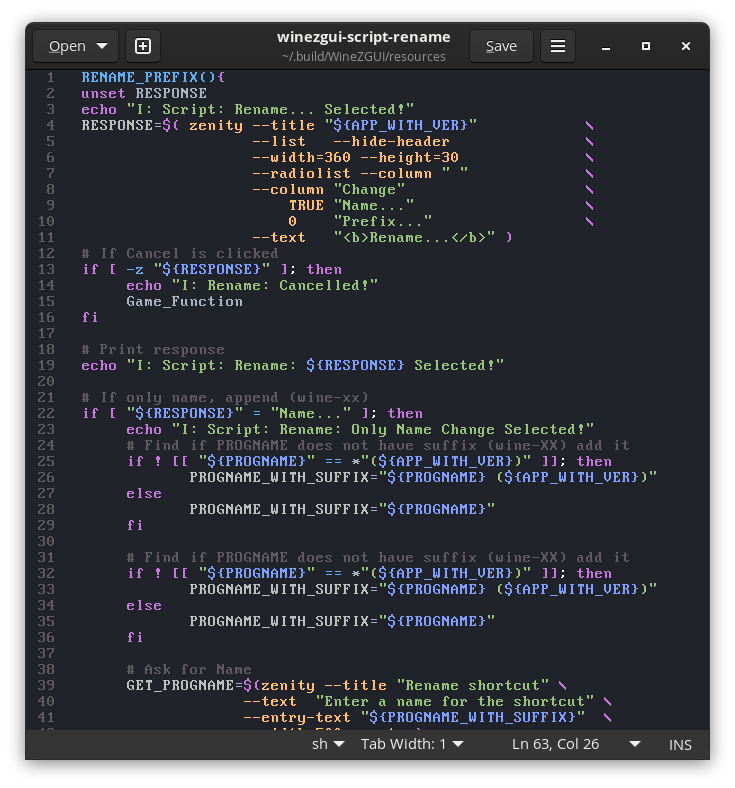 Open
winezgui-script-rename
~/.build/WineZGUI/resources
Save
1 RENAME_PREFIX(){
2 unset RESPONSE
3 echo "I: Script: Rename... Selected!"
4 RESPONSE=$( zenity --title "${APP_WITH_VER}" \
5 --list --hide-header \
6 --width=360 --height=30 \
7 --radiolist --column " " \
8 --column "Change" \
9 TRUE "Name..." \
10 0 "Prefix..." \
11 --text "<b>Rename...</b>" )
12 # If Cancel is clicked
13 if [ -z "${RESPONSE}" ]; then
14 echo "I: Rename: Cancelled!"
15 Game_Function
16 fi
17
18 # Print response
19 echo "I: Script: Rename: ${RESPONSE} Selected!"
20
21 # If only name, append (wine-xx)
22 if [ "${RESPONSE}" = "Name..." ]; then
23 echo "I: Script: Rename: Only Name Change Selected!"
24 # Find if PROGNAME does not have suffix (wine-XX) add it
25 if ! [[ "${PROGNAME}" == *"(${APP_WITH_VER})" ]]; then
26 PROGNAME_WITH_SUFFIX="${PROGNAME} (${APP_WITH_VER})"
27 else
28 PROGNAME_WITH_SUFFIX="${PROGNAME}"
29 fi
30
31 # Find if PROGNAME does not have suffix (wine-XX) add it
32 if ! [[ "${PROGNAME}" == *"(${APP_WITH_VER})" ]]; then
33 PROGNAME_WITH_SUFFIX="${PROGNAME} (${APP_WITH_VER})"
34 else
35 PROGNAME_WITH_SUFFIX="${PROGNAME}"
36 fi
37
38 # Ask for Name
39 GET_PROGNAME=$(zenity --title "Rename shortcut" \
40 --text "Enter a name for the shortcut" \
41 --entry-text "${PROGNAME_WITH_SUFFIX}" \
sh Tab Width: 1 Ln 63, Col 26 INS